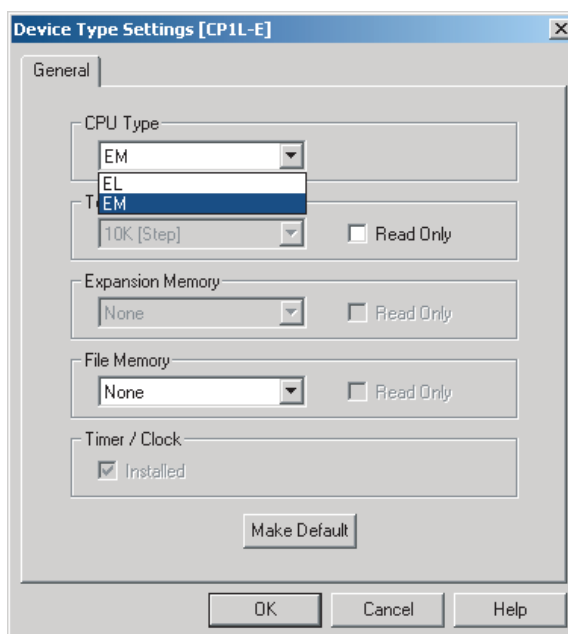 Device Type Settings [CP1L-E]
General
CPU Type
EM
EL
EM
10K [Step]
Read Only
Expansion Memory
None
Read Only
File Memory
None
Read Only
Timer / Clock
Installed
Make Default
OK
Cancel
Help